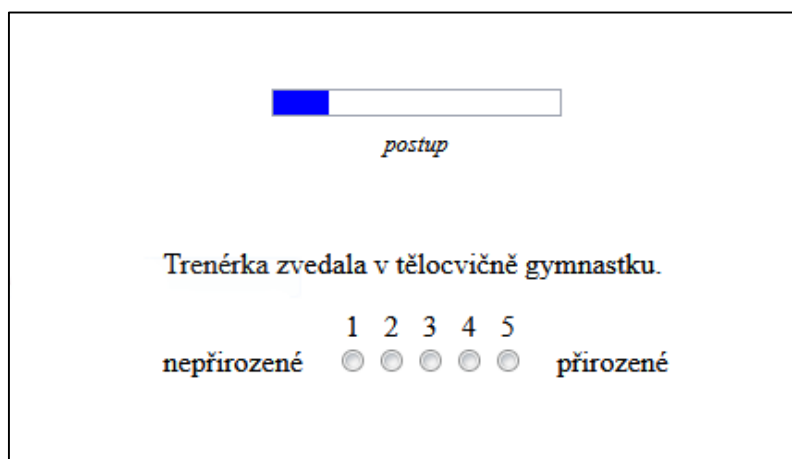 postup
Trenérka zvedala v tělocvičně gymnastku.
1 2 3 4 5
nepřirozené přirozené